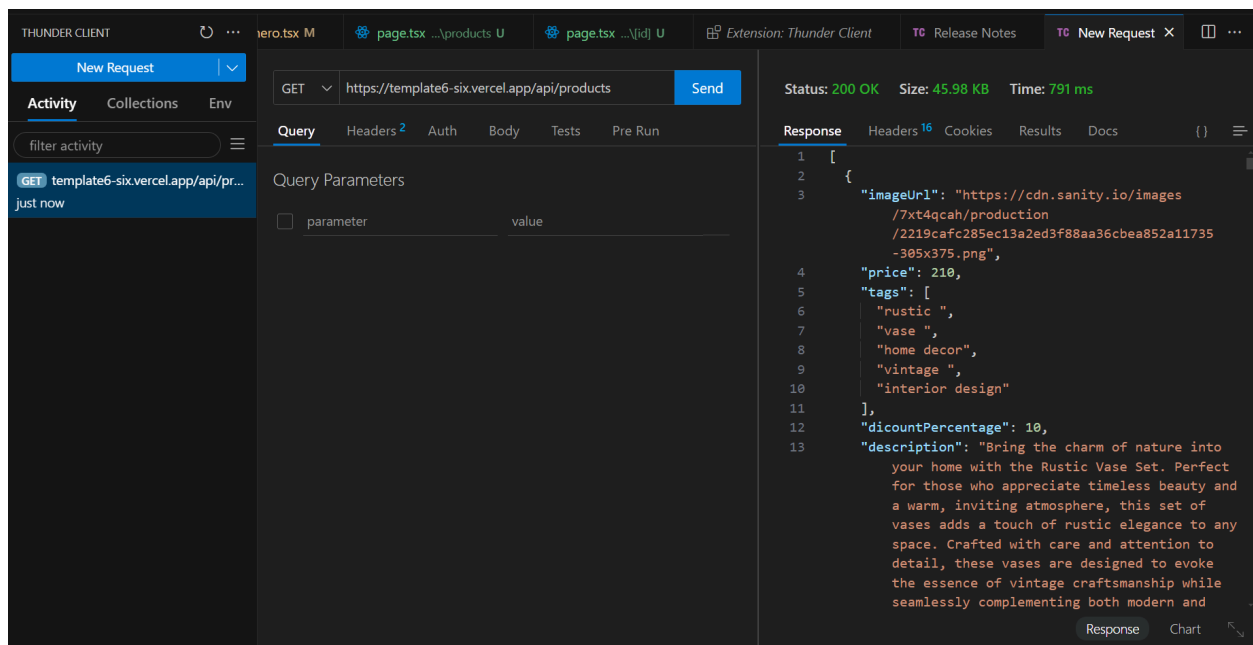 THUNDER CLIENT
New Request
Activity Collections Env
filter activity
GET template6-six.vercel.app/api/pr...
just now
hero.tsx M page.tsx ...\products U page.tsx ...\[id] U Extension: Thunder Client TC Release Notes TC New Request
GET https://template6-six.vercel.app/api/products Send
Query Headers 2 Auth Body Tests Pre Run
Query Parameters
parameter value
Status: 200 OK Size: 45.98 KB Time: 791 ms
Response Headers 16 Cookies Results Docs {}
1 [
2 {
3 "imageUrl": "https://cdn.sanity.io/images
/7xt4qcah/production
/2219cafc285ec13a2ed3f88aa36cbea852a11735
-305x375.png",
4 "price": 210,
5 "tags": [
6 "rustic ",
7 "vase ",
8 "home decor",
9 "vintage ",
10 "interior design"
11 ],
12 "dicountPercentage": 10,
13 "description": "Bring the charm of nature into
your home with the Rustic Vase Set. Perfect
for those who appreciate timeless beauty and
a warm, inviting atmosphere, this set of
vases adds a touch of rustic elegance to any
space. Crafted with care and attention to
detail, these vases are designed to evoke
the essence of vintage craftsmanship while
seamlessly complementing both modern and
Response Chart